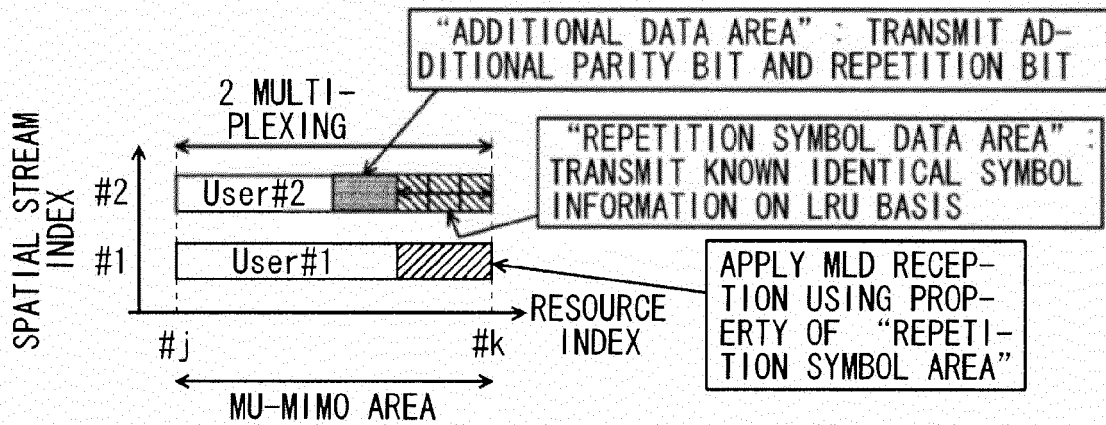 “ADDITIONAL DATA AREA” : TRANSMIT AD-
DITIONAL PARITY BIT AND REPETITION BIT
2 MULTI-
PLEXING
“REPETITION SYMBOL DATA AREA” :
TRANSMIT KNOWN IDENTICAL SYMBOL
INFORMATION ON LRU BASIS
SPATIAL STREAM
INDEX
#2
User#2
#1
User#1
APPLY MLD RECEP-
TION USING PROP-
ERTY OF “REPETI-
TION SYMBOL AREA”
RESOURCE
INDEX
#j
#k
MU-MIMO AREA